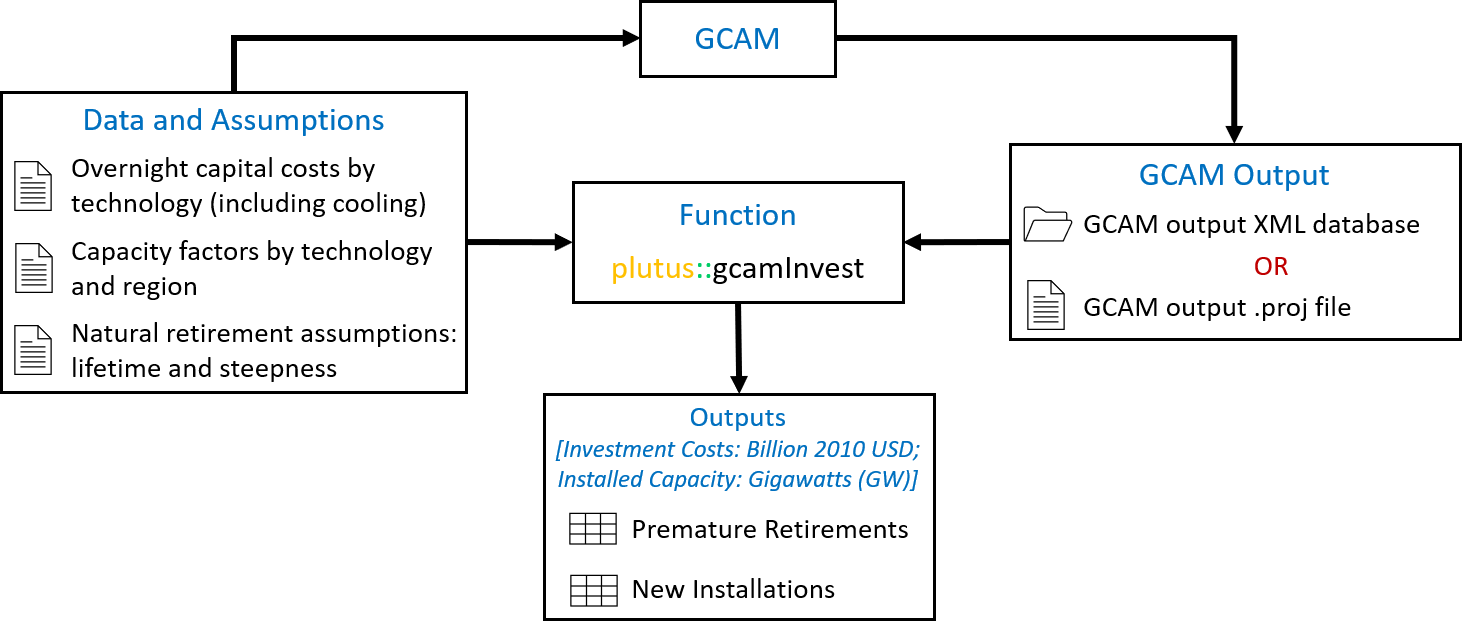 GCAM
Data and Assumptions
Overnight capital costs by
technology (including cooling)
Capacity factors by technology
and region
Natural retirement assumptions:
lifetime and steepness
Function
plutus::gcamInvest
GCAM Output
GCAM output XML database
OR
GCAM output .proj file
Outputs
[Investment Costs: Billion 2010 USD;
Installed Capacity: Gigawatts (GW)]
Premature Retirements
New Installations